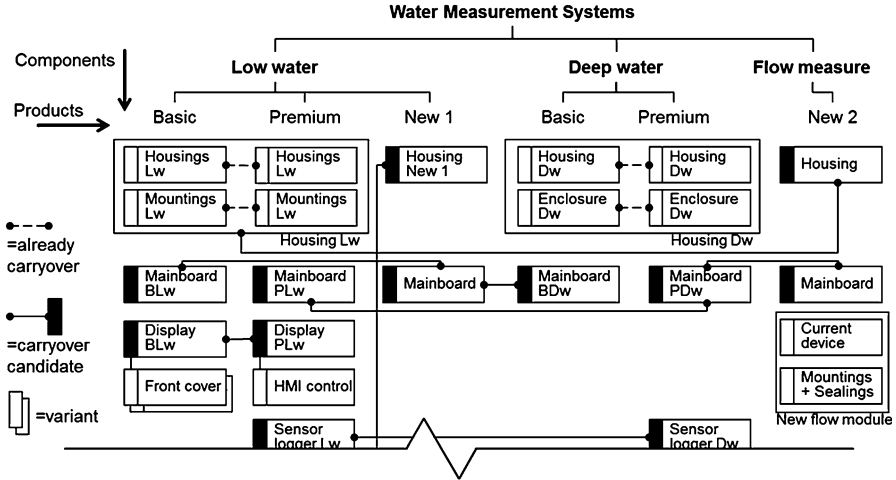 Water Measurement Systems
Components
Low water
Deep water
Flow measure
Products
Basic
Premium
New 1
Basic
Premium
New 2
Housings
Lw
Housings
Lw
Housing
New 1
Housing
Dw
Housing
Dw
Housing
Mountings
Lw
Mountings
Lw
Enclosure
Dw
Enclosure
Dw
Housing Lw
Housing Dw
=already
carryover
Mainboard
BLw
Mainboard
PLw
Mainboard
Mainboard
BDw
Mainboard
PDw
Mainboard
=carryover
candidate
Display
BLw
Display
PLw
Current
device
Front cover
HMI control
Mountings
+ Sealings
=variant
New flow module
Sensor
logger Lw
Sensor
logger Dw